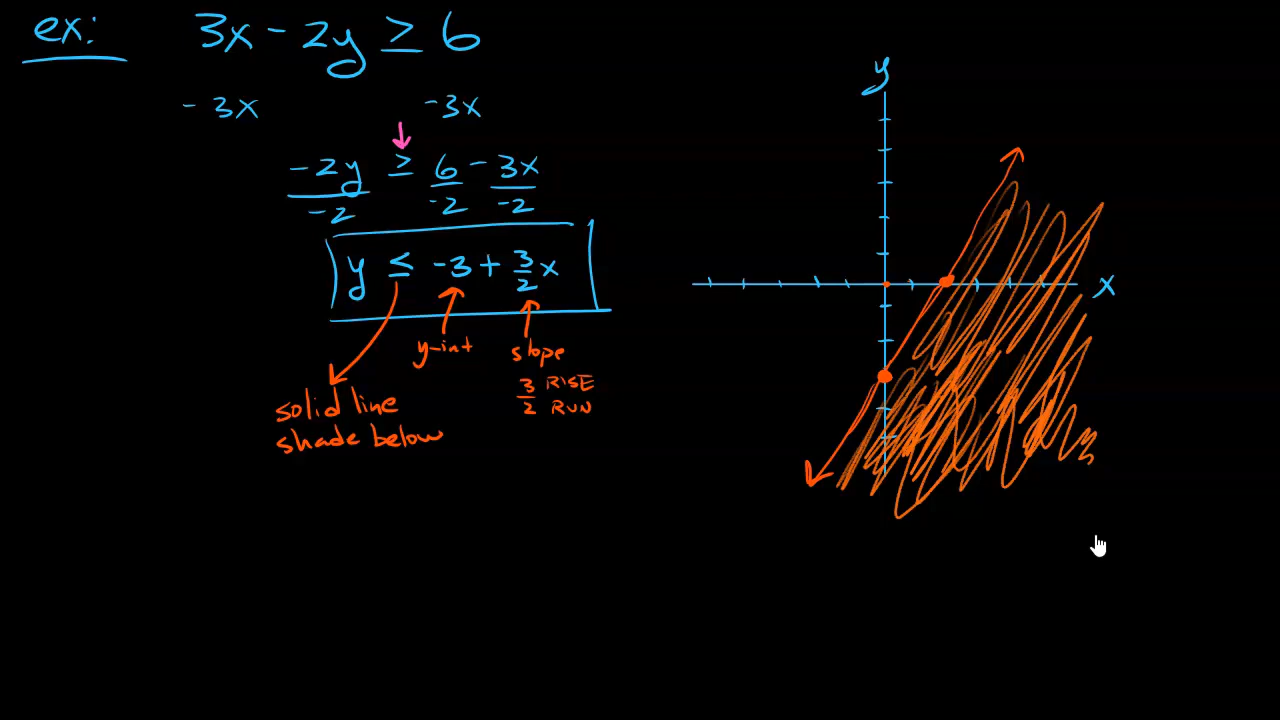 ex: 3x - 2y ≥ 6
-3x -3x
-2y ≥ 6 - 3x
-2 -2 -2
y ≤ -3 + 3/2 x
y-int
slope
3/2 RISE RUN
solid line
shade below
y
x